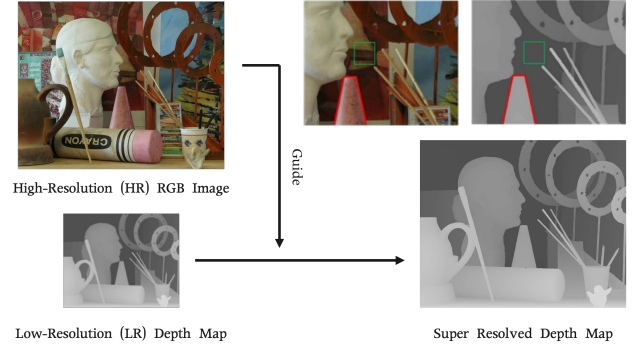 CRAYON
High-Resolution (HR) RGB Image
Guide
Low-Resolution (LR) Depth Map
Super Resolved Depth Map